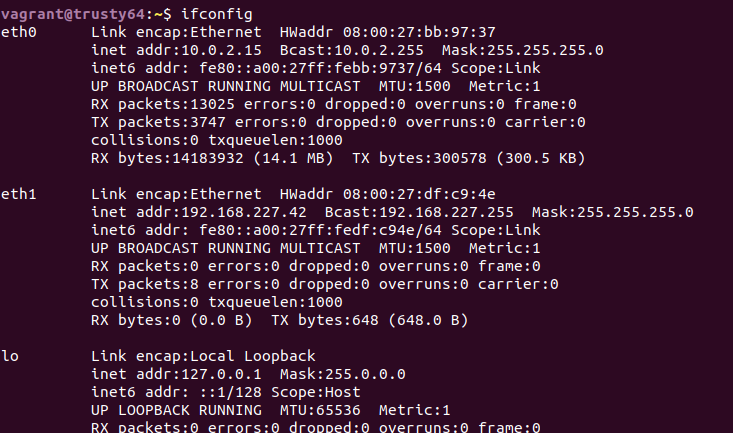 vagrant@trusty64:~$ ifconfig
eth0      Link encap:Ethernet  HWaddr 08:00:27:bb:97:37
          inet addr:10.0.2.15  Bcast:10.0.2.255  Mask:255.255.255.0
          inet6 addr: fe80::a00:27ff:febb:9737/64 Scope:Link
          UP BROADCAST RUNNING MULTICAST  MTU:1500  Metric:1
          RX packets:13025 errors:0 dropped:0 overruns:0 frame:0
          TX packets:3747 errors:0 dropped:0 overruns:0 carrier:0
          collisions:0 txqueuelen:1000
          RX bytes:14183932 (14.1 MB)  TX bytes:300578 (300.5 KB)

eth1      Link encap:Ethernet  HWaddr 08:00:27:df:c9:4e
          inet addr:192.168.227.42  Bcast:192.168.227.255  Mask:255.255.255.0
          inet6 addr: fe80::a00:27ff:fedf:c94e/64 Scope:Link
          UP BROADCAST RUNNING MULTICAST  MTU:1500  Metric:1
          RX packets:0 errors:0 dropped:0 overruns:0 frame:0
          TX packets:8 errors:0 dropped:0 overruns:0 carrier:0
          collisions:0 txqueuelen:1000
          RX bytes:0 (0.0 B)  TX bytes:648 (648.0 B)

lo        Link encap:Local Loopback
          inet addr:127.0.0.1  Mask:255.0.0.0
          inet6 addr: ::1/128 Scope:Host
          UP LOOPBACK RUNNING  MTU:65536  Metric:1
          RX packets:0 errors:0 dropped:0 overruns:0 frame:0